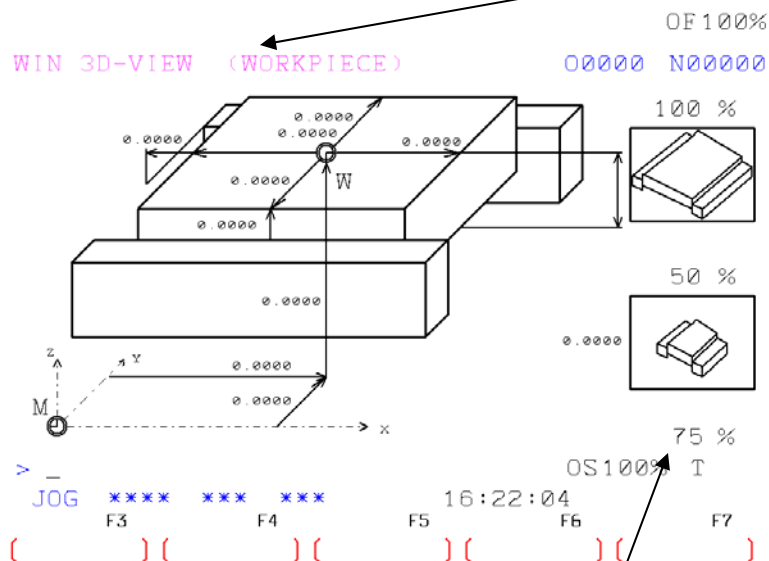 OF100%
WIN 3D-VIEW (WORKPIECE) O0000 N00000
100 %
0.0000
0.0000 0.0000 0.0000
0.0000 W
0.0000
50 %
0.0000
0.0000
Z Y
0.0000
0.0000
M
X
75 %
> _ OS100% T
JOG **** *** *** 16:22:04
F3 F4 F5 F6 F7
[ ] [ ] [ ] [ ] [ ]